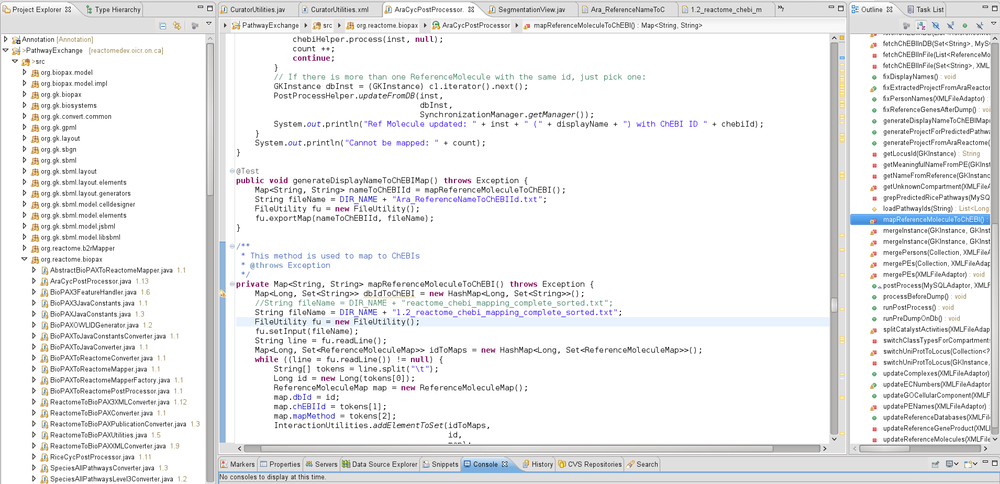 Project Explorer
Type Hierarchy
Annotation [Annotation]
>PathwayExchange [reactomedev.oicr.on.ca]
>src
org.biopax.model
org.biopax.model.impl
org.gk.biopax
org.gk.biosystems
org.gk.convert.common
org.gk.gpml
org.gk.layout
org.gk.sbgn
org.gk.sbml
org.gk.sbml.layout
org.gk.sbml.layout.elements
org.gk.sbml.layout.generators
org.gk.sbml.model.celldesigner
org.gk.sbml.model.elements
org.gk.sbml.model.jsbml
org.gk.sbml.model.libsbml
org.reactome.b2rMapper
org.reactome.biopax
AbstractBioPAXToReactomeMapper.java 1.1
AraCycPostProcessor.java 1.13
BioPAX3FeatureHandler.java 1.6
BioPAX3JavaConstants.java 1.1
BioPAXJavaConstants.java 1.3
BioPAXOWLIDGenerator.java 1.2
BioPAXToJavaConstantsConverter.java 1.1
BioPAXToJavaConverter.java 1.1
BioPAXToReactomeConverter.java 1.1
BioPAXToReactomeMapper.java 1.1
BioPAXToReactomeMapperFactory.java 1.1
BioPAXToReactomePostProcessor.java 1.1
ReactomeToBioPAX3XMLConverter.java 1.12
ReactomeToBioPAXConverter.java 1.1
ReactomeToBioPAXPublicationConverter.java 1.3
ReactomeToBioPAXUtilities.java 1.5
ReactomeToBioPAXXMLConverter.java 1.9
RiceCycPostProcessor.java 1.11
SpeciesAllPathwaysConverter.java 1.3
SpeciesAllPathwaysLevel3Converter.java 1.2
CuratorUtilities.jav
CuratorUtilities.xml
AraCycPostProcessor.
SegmentationView.jav
Ara_ReferenceNameToC
1.2_reactome_chebi_m
»7
PathwayExchange
src
org.reactome.biopax
AraCycPostProcessor
mapReferenceMoleculeToChEBI() : Map<String, String>
chebiHelper.process(inst, null);
count ++;
continue;
}
// If there is more than one ReferenceMolecule with the same id, just pick one:
GKInstance dbInst = (GKInstance) c1.iterator().next();
PostProcessHelper.updateFromDB(inst,
dbInst,
SynchronizationManager.getManager());
System.out.println("Ref Molecule updated: " + inst + " (" + displayName + ") with ChEBI ID " + chebiId);
}
System.out.println("Cannot be mapped: " + count);
}
@Test
public void generateDisplayNameToChEBIMap() throws Exception {
Map<String, String> nameToChEBIId = mapReferenceMoleculeToChEBI();
String fileName = DIR_NAME + "Ara_ReferenceNameToChEBIId.txt";
FileUtility fu = new FileUtility();
fu.exportMap(nameToChEBIId, fileName);
}
/**
* This method is used to map to ChEBIs
* @throws Exception
*/
private Map<String, String> mapReferenceMoleculeToChEBI() throws Exception {
Map<Long, Set<String>> dbIdToChEBI = new HashMap<Long, Set<String>>();
//String fileName = DIR_NAME + "reactome_chebi_mapping_complete_sorted.txt";
String fileName = DIR_NAME + "1.2_reactome_chebi_mapping_complete_sorted.txt";
FileUtility fu = new FileUtility();
fu.setInput(fileName);
String line = fu.readLine();
Map<Long, Set<ReferenceMoleculeMap>> idToMaps = new HashMap<Long, Set<ReferenceMoleculeMap>>();
while ((line = fu.readLine()) != null) {
String[] tokens = line.split("\t");
Long id = new Long(tokens[0]);
ReferenceMoleculeMap map = new ReferenceMoleculeMap();
map.dbId = id;
map.chEBIId = tokens[1];
map.mapMethod = tokens[2];
InteractionUtilities.addElementToSet(idToMaps,
id,
map);
Markers
Properties
Servers
Data Source Explorer
Snippets
Console
History
CVS Repositories
Search
No consoles to display at this time.
Outline
Task List
fetchChEBIInDB(Set<String>, MyS
fetchChEBIInFile(List<ReferenceMo
fetchChEBIInFile(Set<String>, XML
fixDisplayNames() : void
fixExtractedProjectFromAraReactor
fixPersonNames(XMLFileAdaptor) :
fixReferenceGenesAfterDump() : voi
generateDisplayNameToChEBIMap(
generateProjectForPredictedPathwa
generateProjectFromAraReactome(
getLocusId(GKInstance) : String
getMeaningfulNameFromPE(GKInst
getNameFromReference(GKInstanc
getUnknownCompartment(XMLFileA
grepPredictedRicePathways(MySQ
loadPathwayIds(String) : List<Long
mapReferenceMoleculeToChEBI() :
mergeInstance(GKInstance, GKInst
mergeInstance(GKInstance, GKInst
mergePersons(Collection, XMLFileA
mergePEs(Collection, XMLFileAdap
mergePEs(XMLFileAdaptor) : void
postProcess(MySQLAdaptor, XMLF
processBeforeDump() : void
runPostProcess() : void
runPreDumpOnDb() : void
splitCatalystActivities(XMLFileAdap
switchClassTypesForCompartments
switchUniProtToLocus(Collection<?
switchUniProtToLocus(GKInstance,
updateComplexes(XMLFileAdaptor)
updateECNumbers(XMLFileAdaptor)
updateGOCellularComponent(XMLF
updatePENames(XMLFileAdaptor) :
updateReferenceDatabases(XMLFil
updateReferenceGeneProduct(XMLI
updateReferenceMolecules(XMLFile